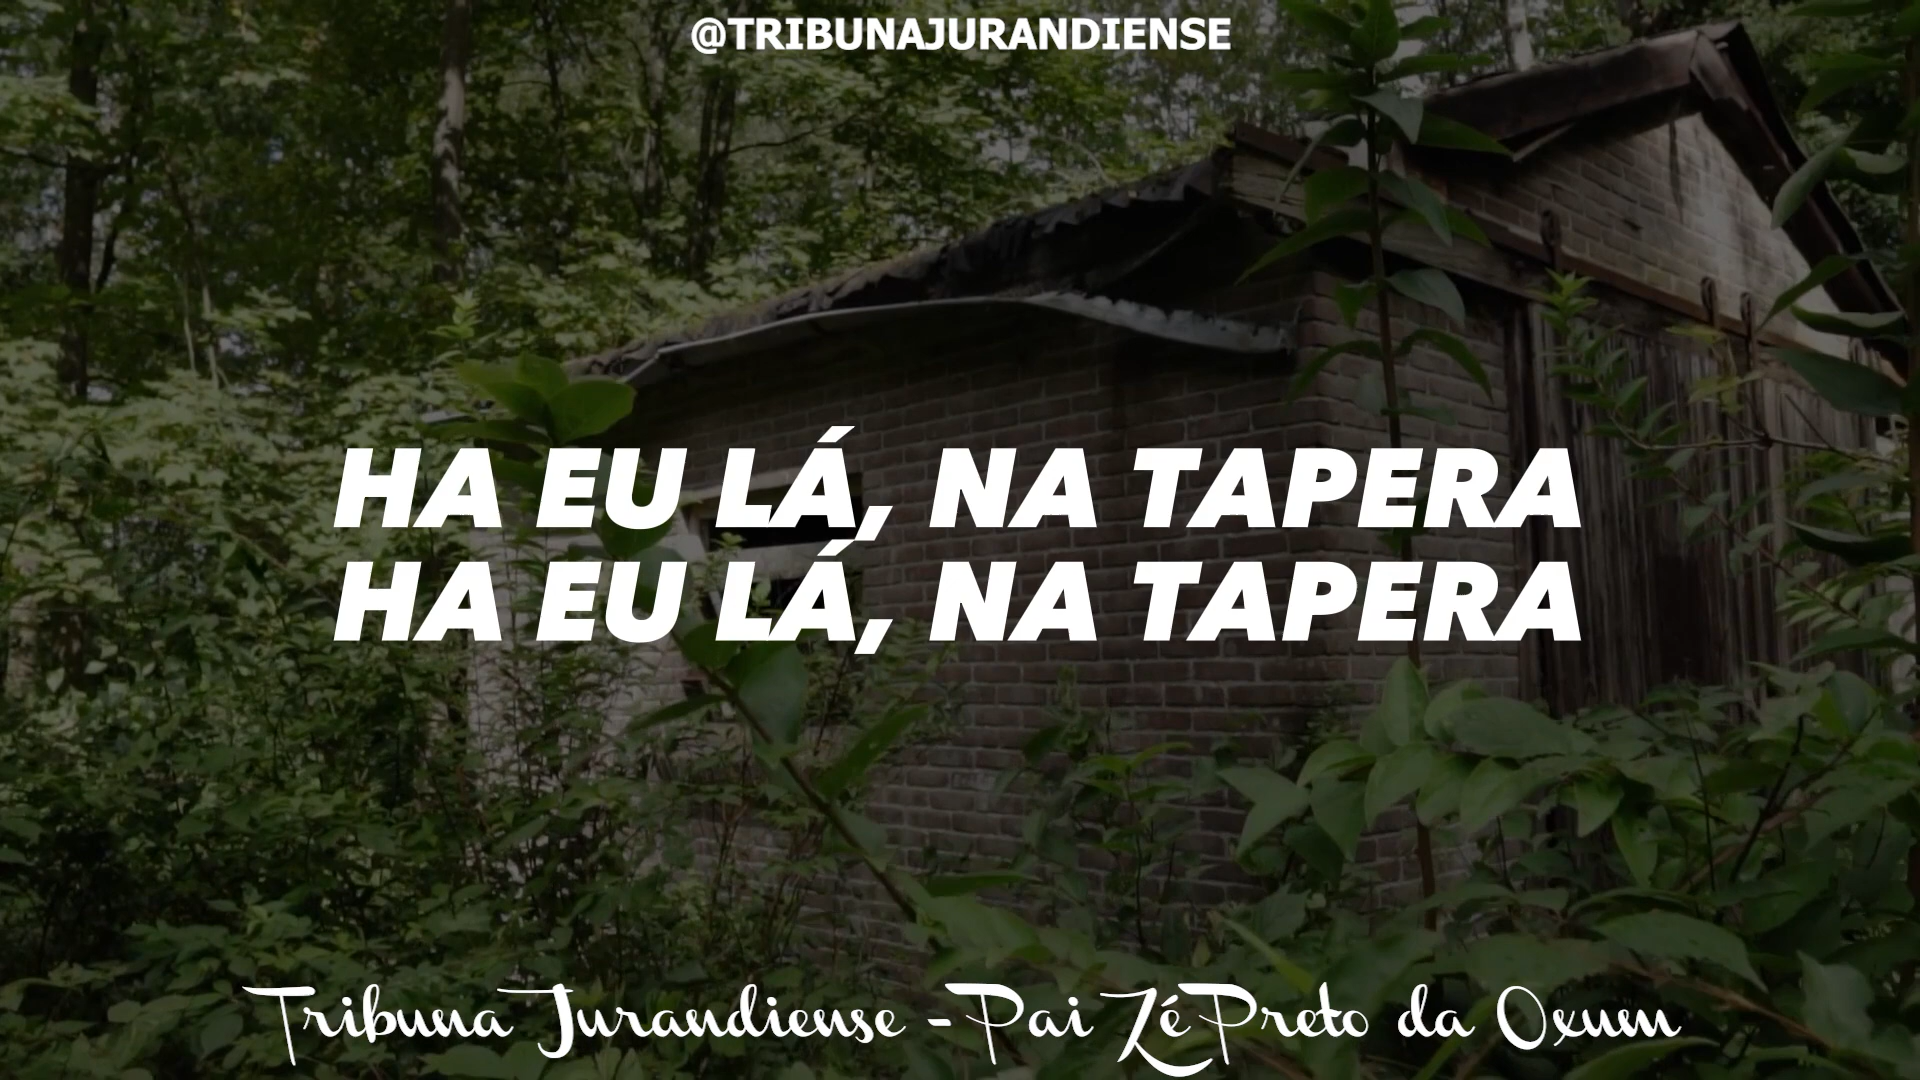 @TRIBUNAJURANDIENSE
HA EU LÁ, NA TAPERA
HA EU LÁ, NA TAPERA
Tribuna Jurandiense - Pai Zé Preto da Oxum